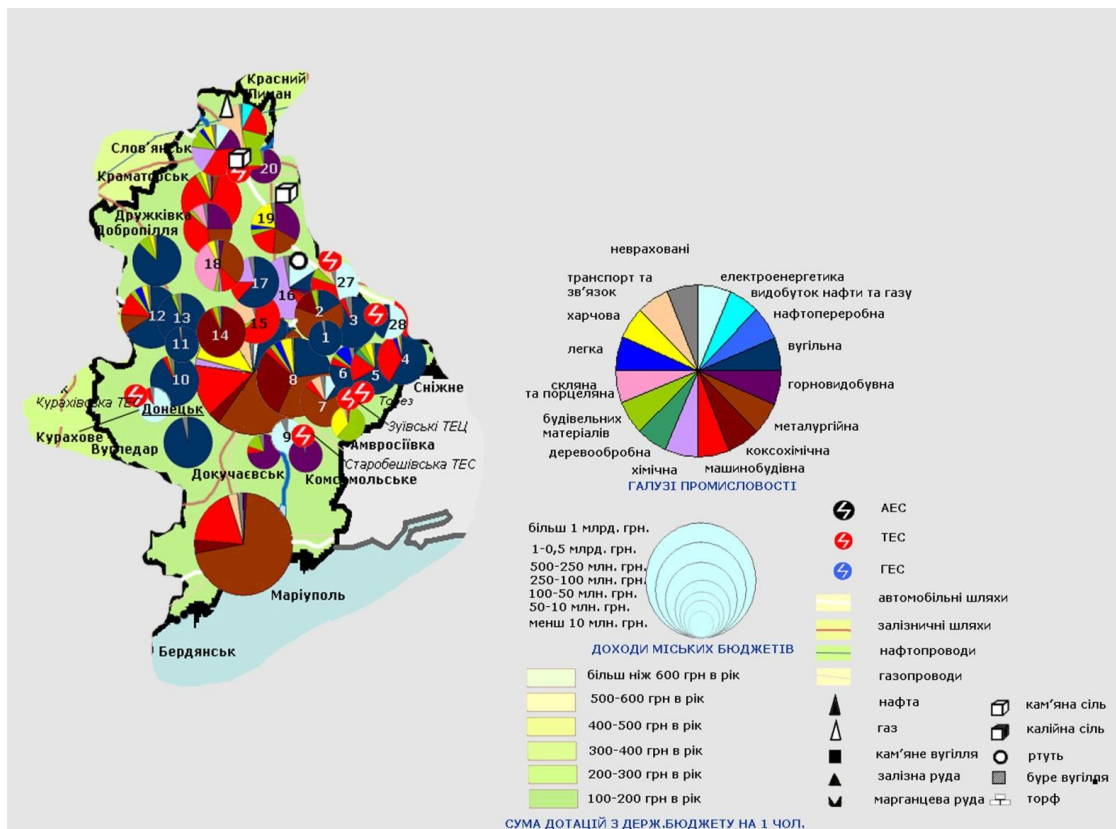 Красний
Лиман
Слов'янськ
20
Краматорськ
Дружківка
19
Добропілля
18
17
16
27
12
13
15
2
3
28
14
1
11
4
10
8
6
5
Сніжне
7
Курахівська ТЕС
Торез
Донецьк
Зуївські ТЕЦ
Курахове
9
Амвросіївка
Вугледар
Старобешівська ТЕС
Докучаєвськ
Комсомольське
Маріуполь
Бердянськ
невраховані
транспорт та
зв'язок
електроенергетика
видобуток нафти та газу
харчова
нафтопереробна
легка
вугільна
скляна
та порцеляна
горновидобувна
будівельних
матеріалів
металургійна
деревообробна
коксохімічна
хімічна
машинобудівна
ГАЛУЗІ ПРОМИСЛОВОСТІ
більш 1 млрд. грн.
1-0,5 млрд. грн.
500-250 млн. грн.
250-100 млн. грн.
100-50 млн. грн.
50-10 млн. грн.
менш 10 млн. грн.
ДОХОДИ МІСЬКИХ БЮДЖЕТІВ
більш ніж 600 грн в рік
500-600 грн в рік
400-500 грн в рік
300-400 грн в рік
200-300 грн в рік
100-200 грн в рік
СУМА ДОТАЦІЙ З ДЕРЖ.БЮДЖЕТУ НА 1 ЧОЛ.
АЕС
ТЕС
ГЕС
автомобільні шляхи
залізничні шляхи
нафтопроводи
газопроводи
нафта
кам'яна сіль
газ
калійна сіль
кам'яне вугілля
ртуть
залізна руда
буре вугілля
марганцева руда
торф